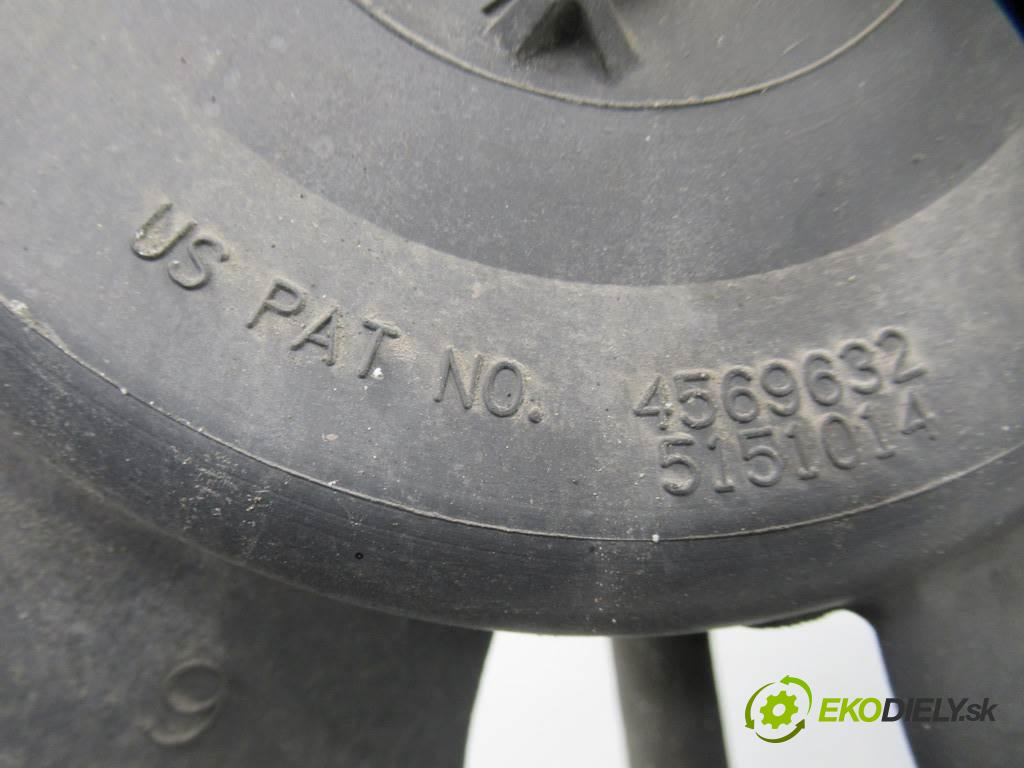 US PAT NO. 4569632
5151014
9
EKODIELY.sk